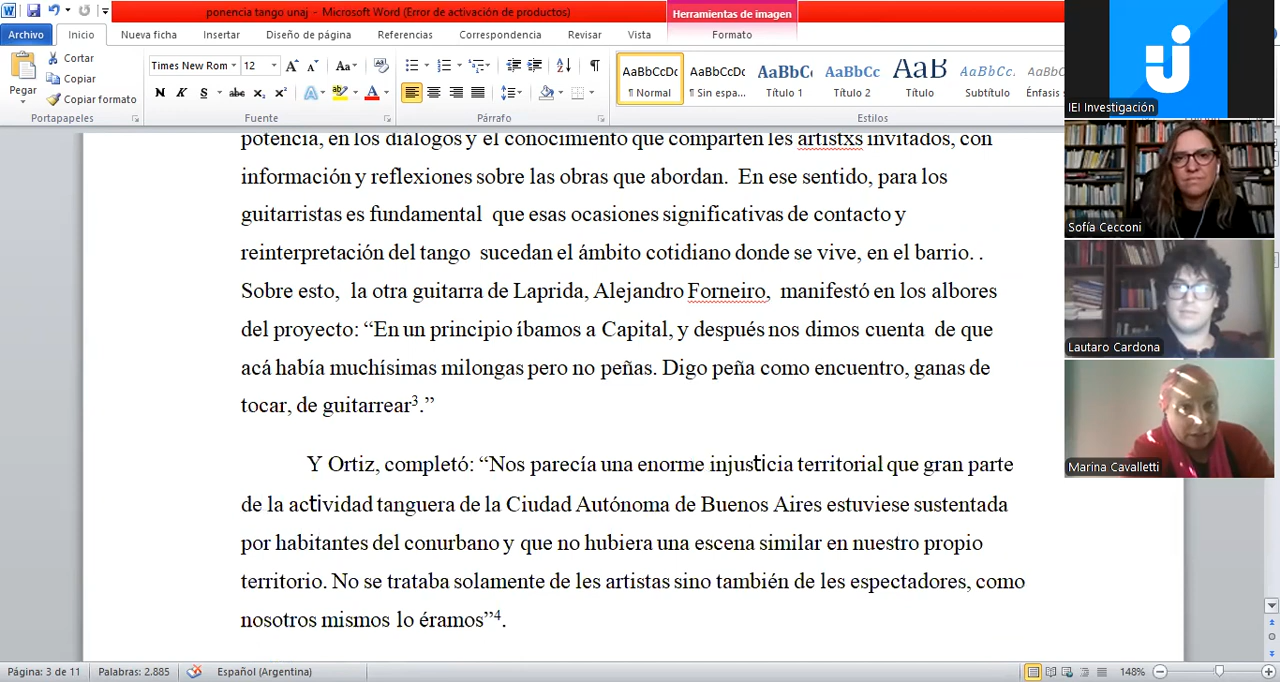 ponencia tango unaj - Microsoft Word (Error de activación de productos)
Herramientas de imagen
Archivo Inicio Nueva ficha Insertar Diseño de página Referencias Correspondencia Revisar Vista Formato
Pegar
Cortar
Copiar
Copiar formato
Portapapeles
Times New Rom 12
Fuente
Párrafo
AaBbCcDc AaBbCcDc AaBbC AaBbCc AaB AaBbCc AaBbC
¶ Normal ¶ Sin espa... Título 1 Título 2 Título Subtítulo Énfasis
Estilos
potencia, en los diálogos y el conocimiento que comparten les artistxs invitados, con
información y reflexiones sobre las obras que abordan. En ese sentido, para los
guitarristas es fundamental que esas ocasiones significativas de contacto y
reinterpretación del tango sucedan el ámbito cotidiano donde se vive, en el barrio. .
Sobre esto, la otra guitarra de Laprida, Alejandro Forneiro, manifestó en los albores
del proyecto: “En un principio íbamos a Capital, y después nos dimos cuenta de que
acá había muchísimas milongas pero no peñas. Digo peña como encuentro, ganas de
tocar, de guitarrear³.”
Y Ortiz, completó: “Nos parecía una enorme injusticia territorial que gran parte
de la actividad tanguera de la Ciudad Autónoma de Buenos Aires estuviese sustentada
por habitantes del conurbano y que no hubiera una escena similar en nuestro propio
territorio. No se trataba solamente de les artistas sino también de les espectadores, como
nosotros mismos lo éramos”⁴.
Página: 3 de 11 Palabras: 2.885 Español (Argentina) 148%
IEI Investigación
Sofía Cecconi
Lautaro Cardona
Marina Cavalletti